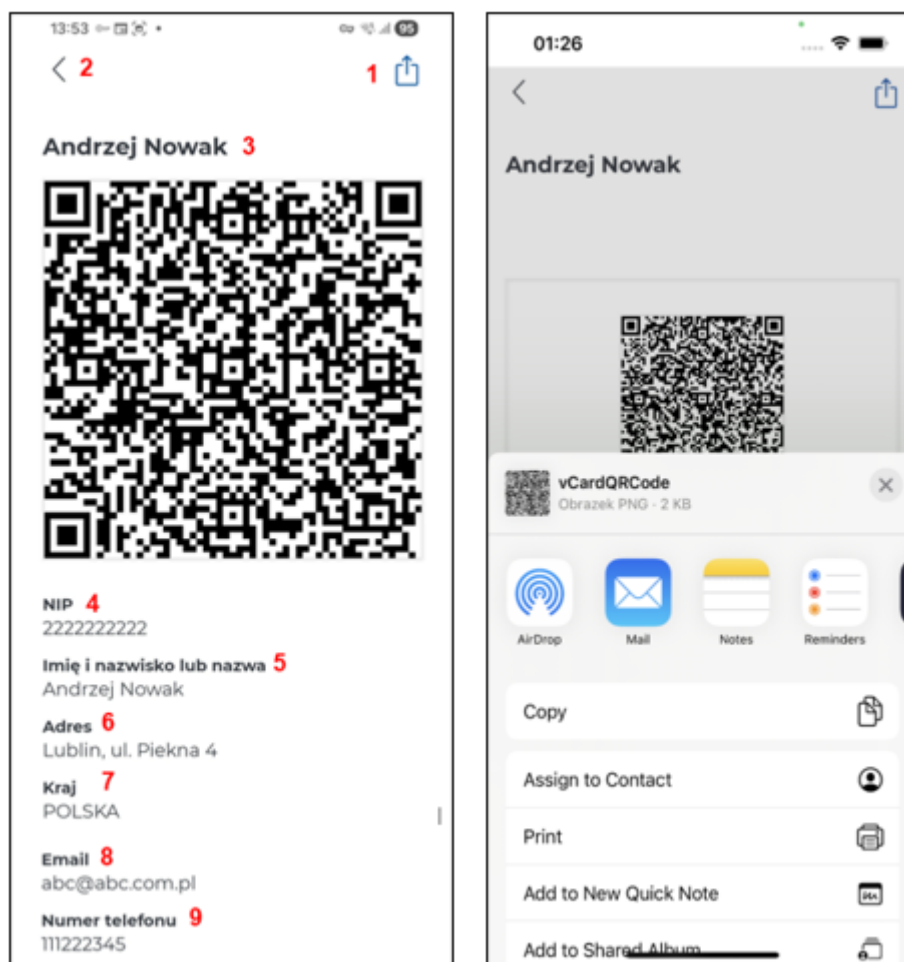 13:53
95
2
1
Andrzej Nowak 3
NIP 4
2222222222
Imię i nazwisko lub nazwa 5
Andrzej Nowak
Adres 6
Lublin, ul. Piekna 4
Kraj 7
POLSKA
Email 8
abc@abc.com.pl
Numer telefonu 9
111222345
01:26
Andrzej Nowak
vCardQRCode
Obrazek PNG - 2 KB
AirDrop
Mail
Notes
Reminders
Copy
Assign to Contact
Print
Add to New Quick Note
Add to Shared Album